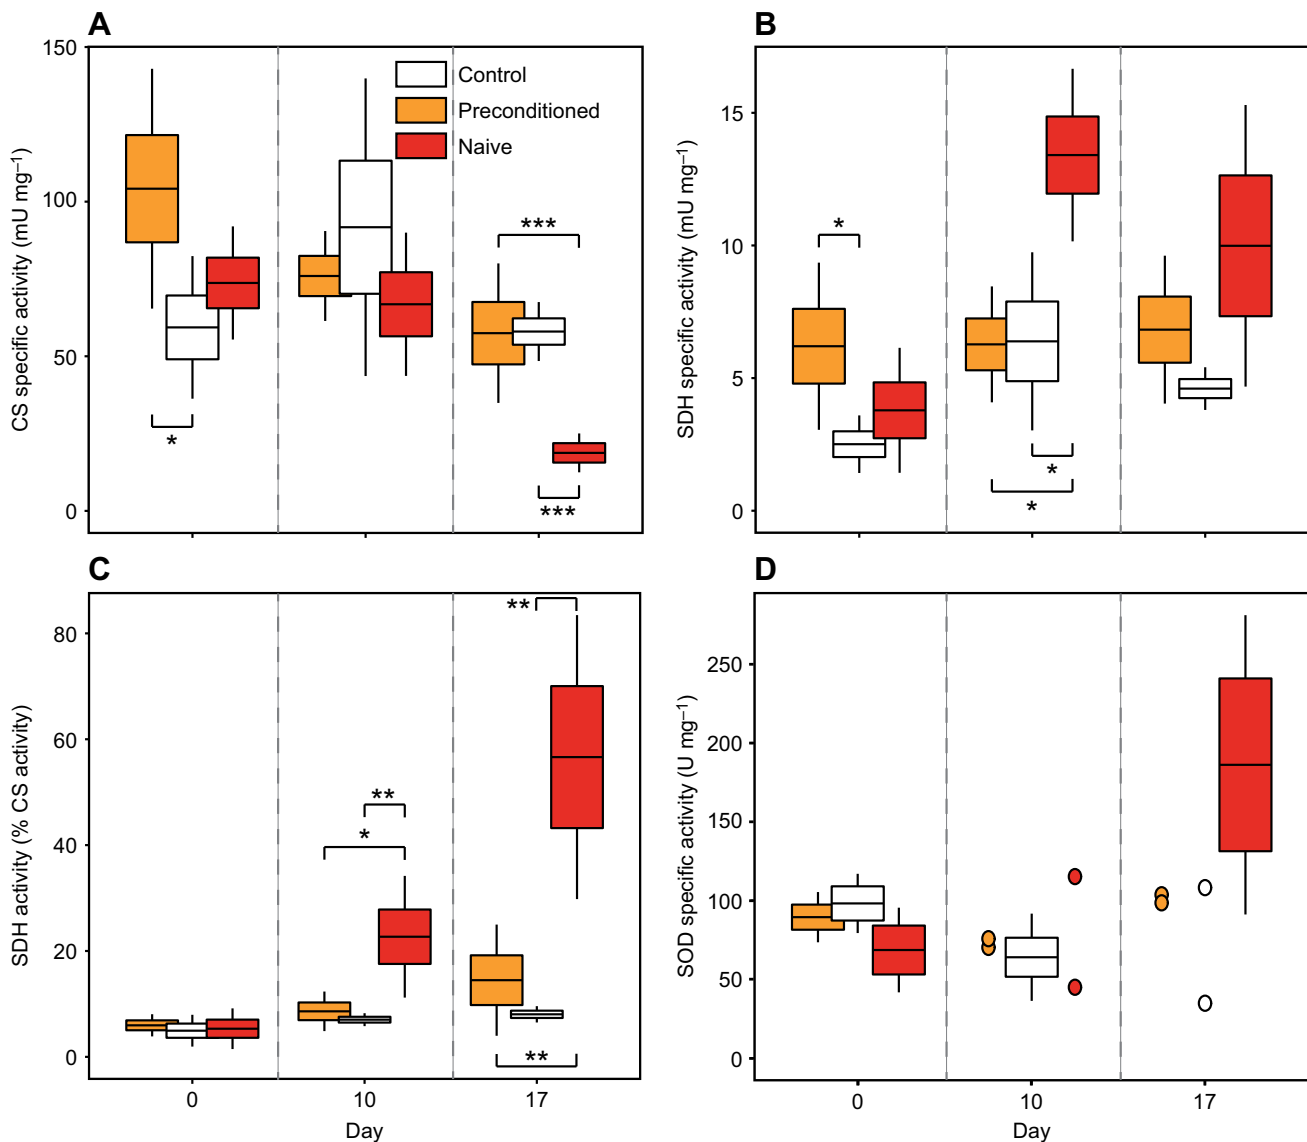 A
CS specific activity (mU mg–1)
150
100
50
0
Control
Preconditioned
Naive
*
***
***
B
SDH specific activity (mU mg–1)
15
10
5
0
*
*
*
C
SDH activity (% CS activity)
80
60
40
20
0
**
*
**
**
0
10
17
Day
D
SOD specific activity (U mg–1)
250
200
150
100
50
0
0
10
17
Day